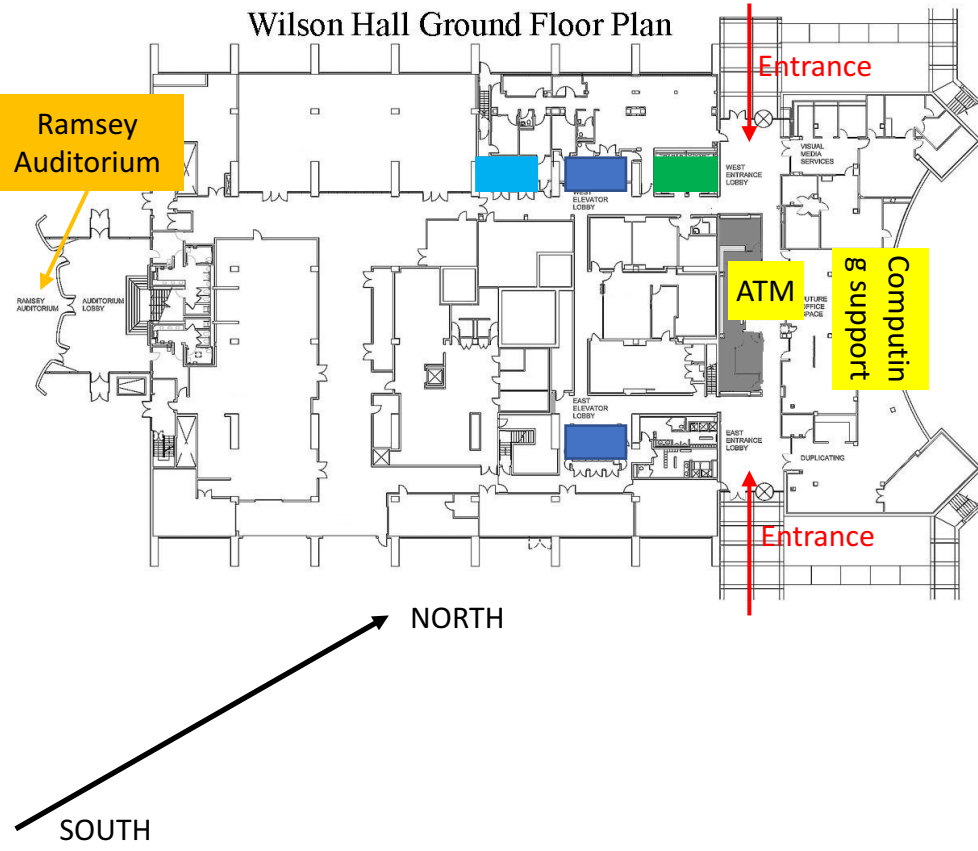 Wilson Hall Ground Floor Plan
Entrance
Ramsey
Auditorium
VISUAL
MEDIA
SERVICES
WEST
ENTRANCE
LOBBY
WEST
ELEVATOR
LOBBY
ATM
Computin
g support
FUTURE
OFFICE
SPACE
RAMSEY
AUDITORIUM
AUDITORIUM
LOBBY
EAST
ELEVATOR
LOBBY
EAST
ENTRANCE
LOBBY
DUPLICATING
Entrance
NORTH
SOUTH